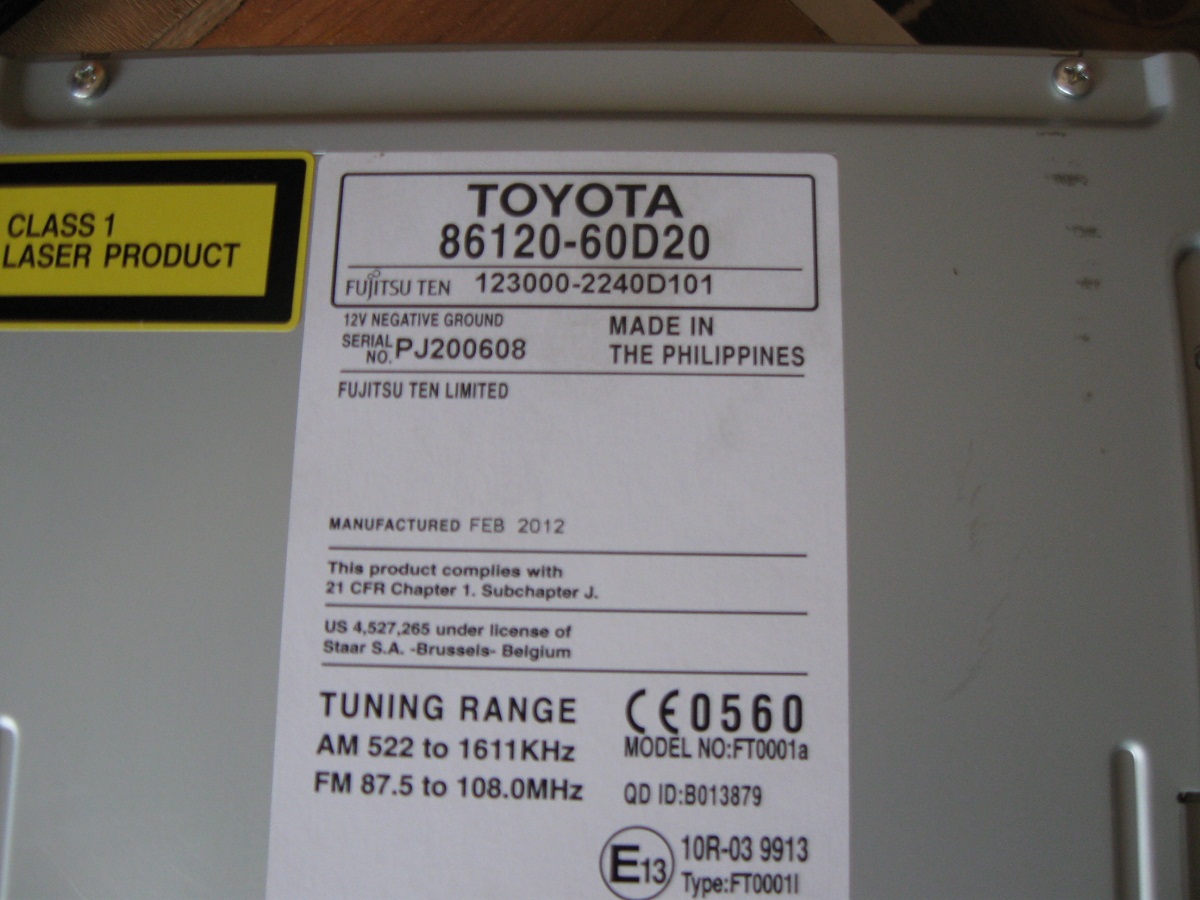 CLASS 1
LASER PRODUCT
TOYOTA
86120-60D20
FUJITSU TEN 123000-2240D101
12V NEGATIVE GROUND
SERIAL NO. PJ200608
MADE IN
THE PHILIPPINES
FUJITSU TEN LIMITED
MANUFACTURED FEB 2012
This product complies with
21 CFR Chapter 1. Subchapter J.
US 4,527,265 under license of
Staar S.A. -Brussels- Belgium
TUNING RANGE
AM 522 to 1611KHz
FM 87.5 to 108.0MHz
CE0560
MODEL NO:FT0001a
QD ID:B013879
E13
10R-03 9913
Type:FT0001l